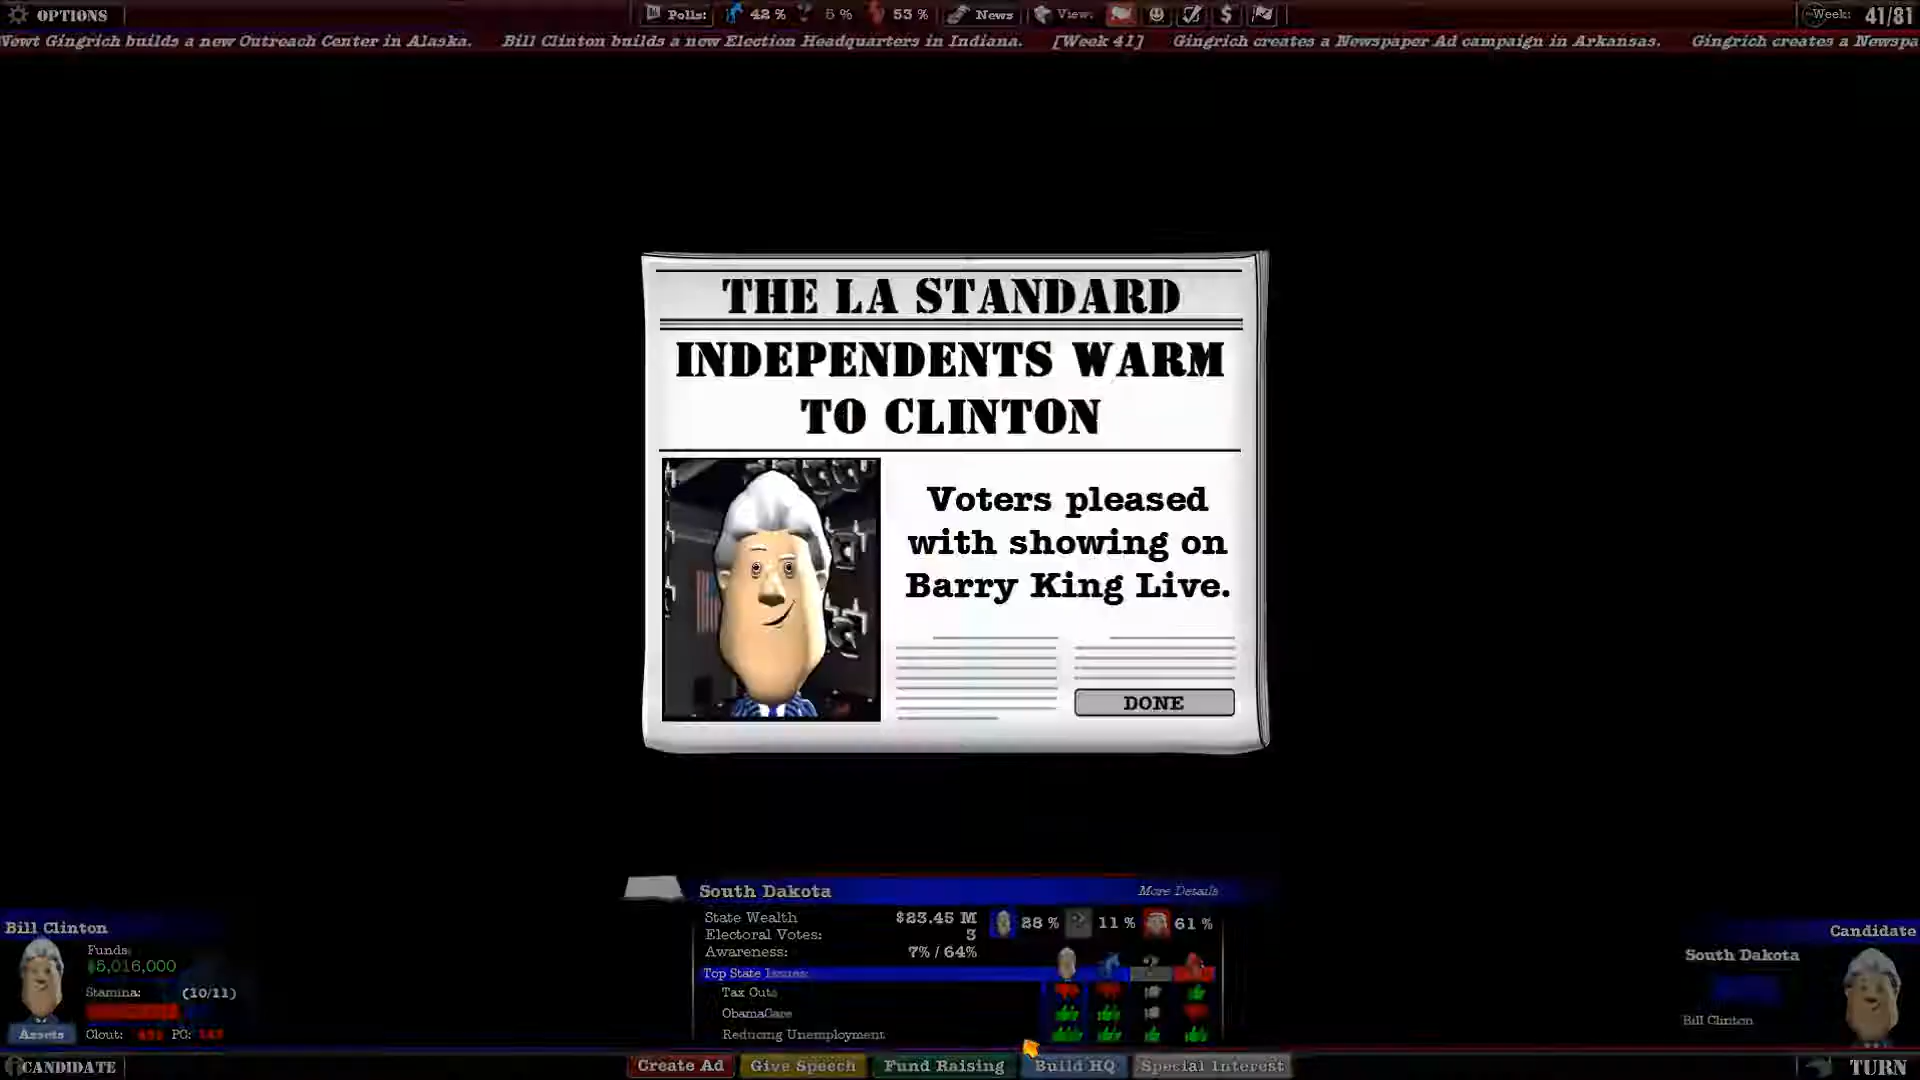 OPTIONS
Polls: 42 % 5 % 53 % News View: $ Week: 41/81
Newt Gingrich builds a new Outreach Center in Alaska. Bill Clinton builds a new Election Headquarters in Indiana. [Week 41] Gingrich creates a Newspaper Ad campaign in Arkansas. Gingrich creates a Newspa
THE LA STANDARD
INDEPENDENTS WARM
TO CLINTON
Voters pleased
with showing on
Barry King Live.
DONE
South Dakota More Details
State Wealth $23.45 M 28 % 11 % 61 %
Electoral Votes: 3
Awareness: 7% / 64%
Top State Issues:
Tax Cuts
ObamaCare
Reducing Unemployment
Bill Clinton
Funds:
$5,016,000
Stamina: (10/11)
Assets
Clout: PC:
Candidate
South Dakota
Bill Clinton
CANDIDATE
Create Ad Give Speech Fund Raising Build HQ Special Interest
TURN